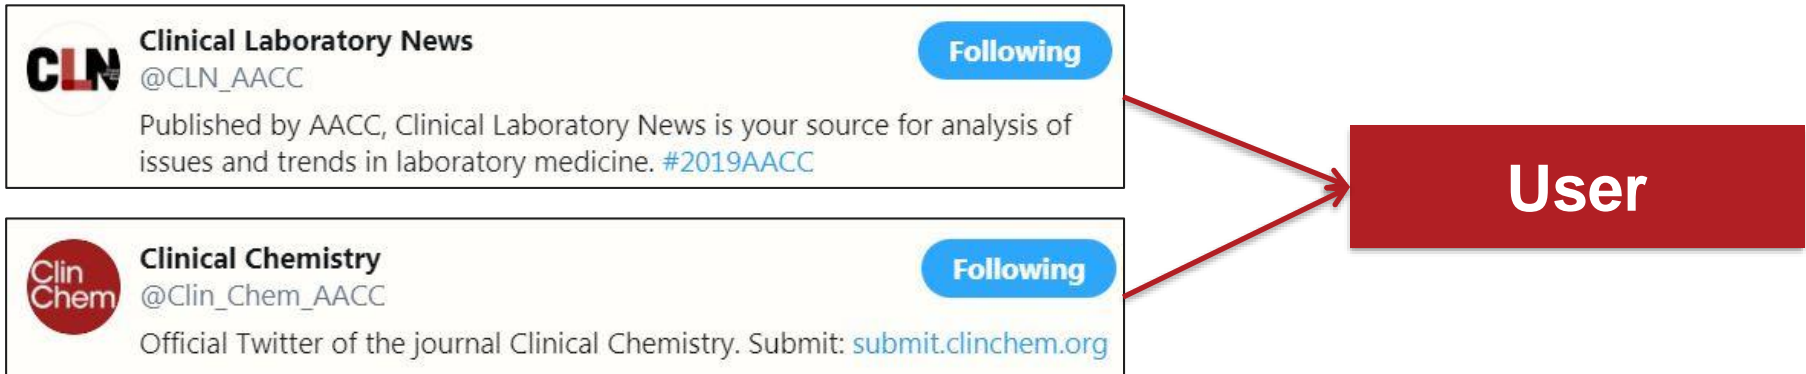 CLN
Clinical Laboratory News
Following
@CLN_AACC
Published by AACC, Clinical Laboratory News is your source for analysis of
issues and trends in laboratory medicine. #2019AACC
User
Clin
Chem
Clinical Chemistry
Following
@Clin_Chem_AACC
Official Twitter of the journal Clinical Chemistry. Submit: submit.clinchem.org